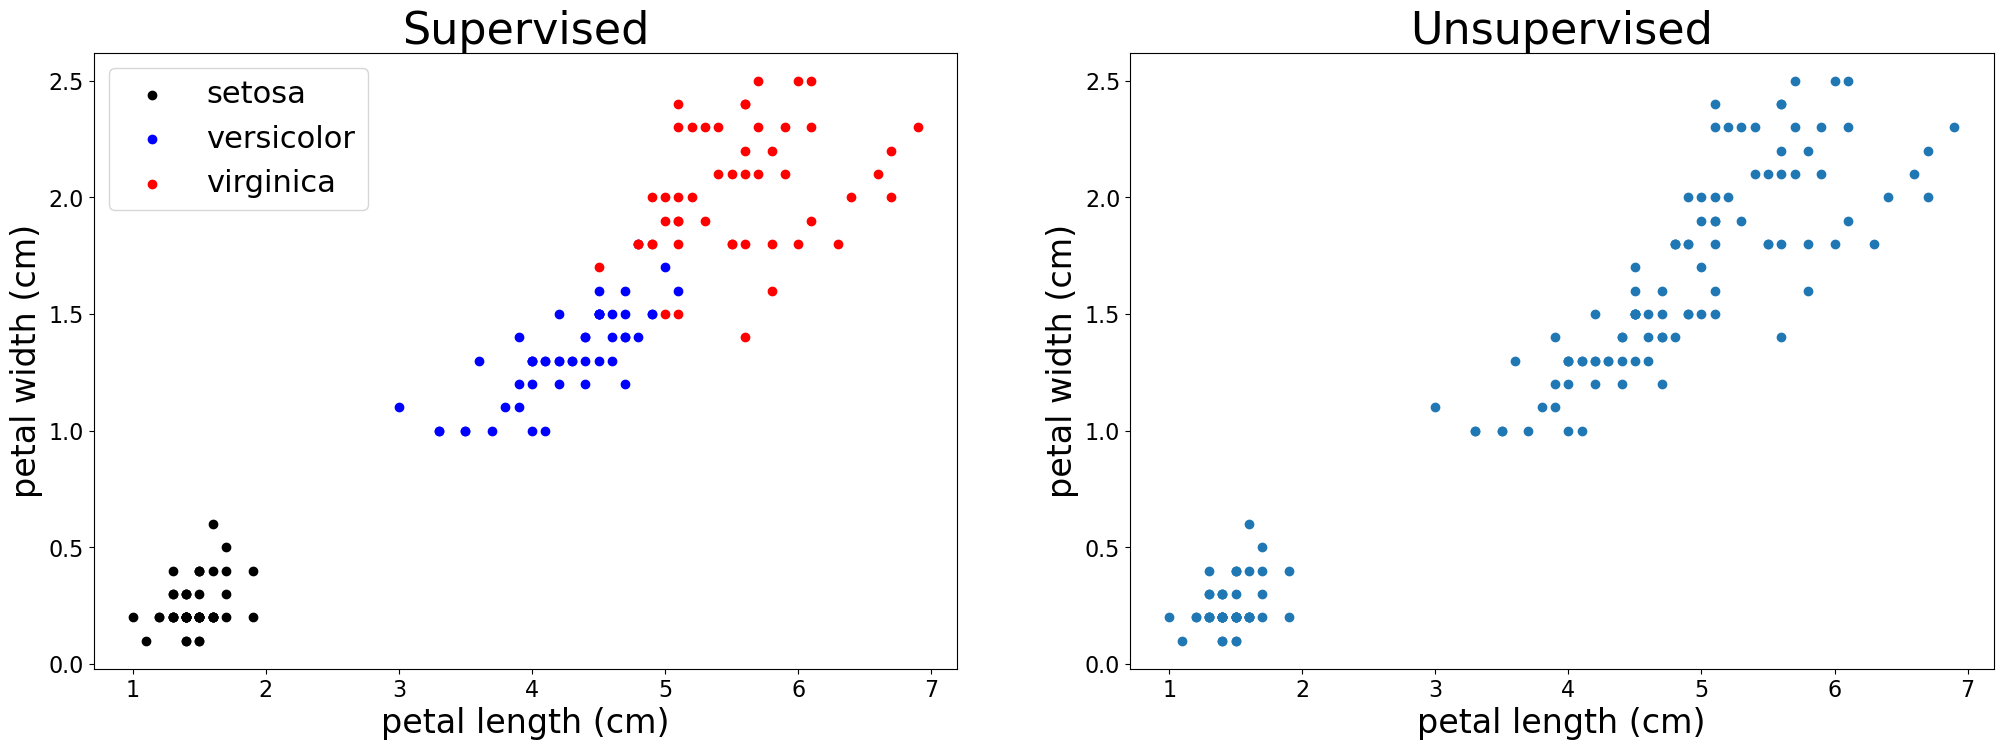 Supervised
setosa
versicolor
virginica
petal width (cm)
2.5
2.0
1.5
1.0
0.5
0.0
1 2 3 4 5 6 7
petal length (cm)
Unsupervised
petal width (cm)
2.5
2.0
1.5
1.0
0.5
0.0
1 2 3 4 5 6 7
petal length (cm)